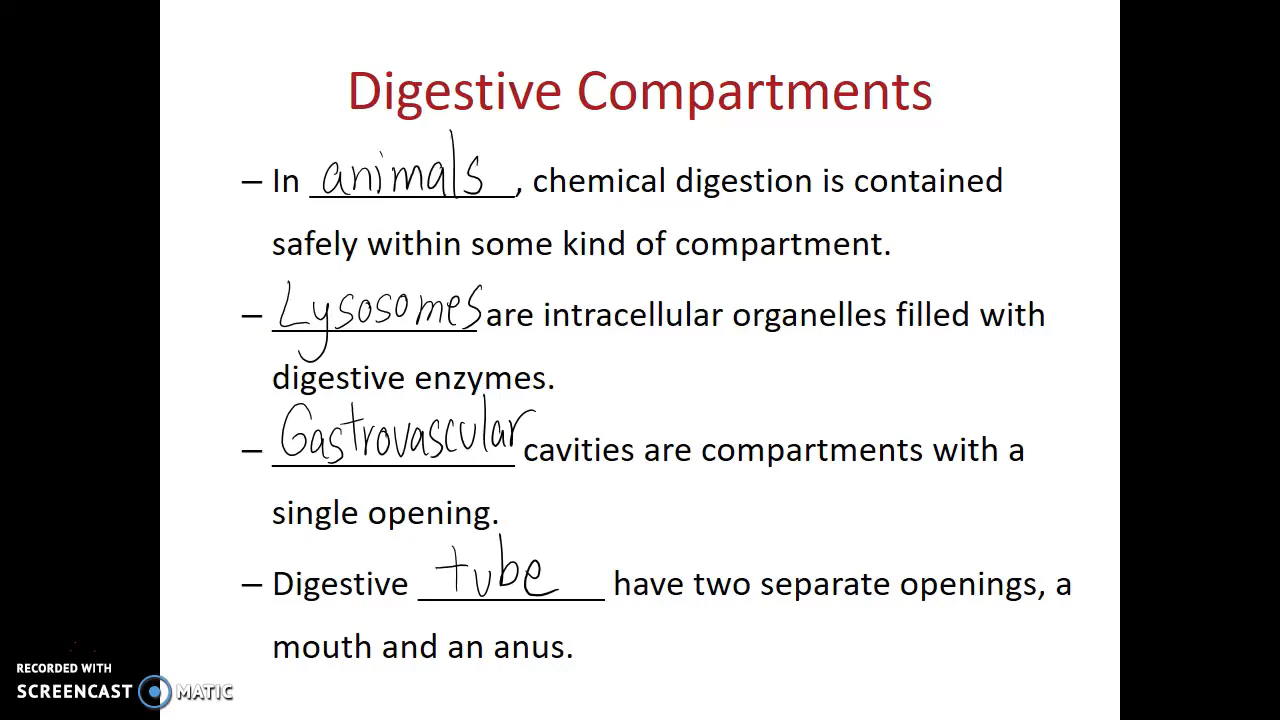 Digestive Compartments
– In animals, chemical digestion is contained
safely within some kind of compartment.
– Lysosomes are intracellular organelles filled with
digestive enzymes.
– Gastrovascular cavities are compartments with a
single opening.
– Digestive tube have two separate openings, a
mouth and an anus.
RECORDED WITH
SCREENCAST MATIC